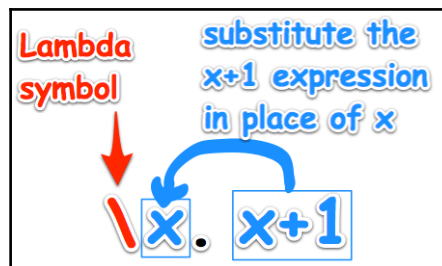 Lambda
symbol
substitute the
x+1 expression
in place of x
\x. x+1